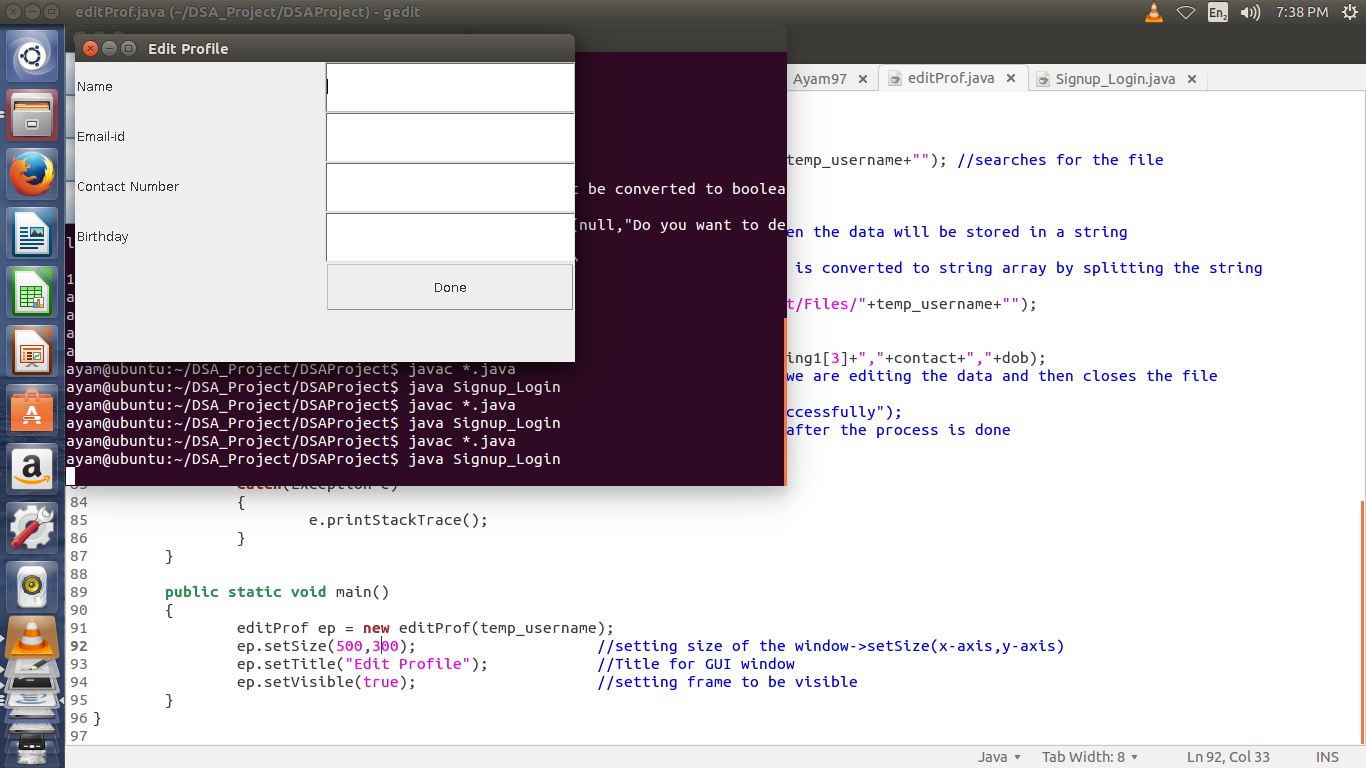 editProf.java (~/DSA_Project/DSAProject) - gedit
En2
7:38 PM
Edit Profile
Name
Email-id
Contact Number
Birthday
Done
Ayam97
editProf.java
Signup_Login.java
temp_username+""); //searches for the file
t be converted to boolea
(null,"Do you want to de
en the data will be stored in a string
^
is converted to string array by splitting the string
t/Files/"+temp_username+"");
ing1[3]+","+contact+","+dob);
we are editing the data and then closes the file
ccessfully");
after the process is done
l
1
a
a
a
a
ayam@ubuntu:~/DSA_Project/DSAProject$ javac *.java
ayam@ubuntu:~/DSA_Project/DSAProject$ java Signup_Login
ayam@ubuntu:~/DSA_Project/DSAProject$ javac *.java
ayam@ubuntu:~/DSA_Project/DSAProject$ java Signup_Login
ayam@ubuntu:~/DSA_Project/DSAProject$ javac *.java
ayam@ubuntu:~/DSA_Project/DSAProject$ java Signup_Login
83 catch(Exception e)
84 {
85 e.printStackTrace();
86 }
87 }
88
89 public static void main()
90 {
91 editProf ep = new editProf(temp_username);
92 ep.setSize(500,300); //setting size of the window->setSize(x-axis,y-axis)
93 ep.setTitle("Edit Profile"); //Title for GUI window
94 ep.setVisible(true); //setting frame to be visible
95 }
96 }
97
Java
Tab Width: 8
Ln 92, Col 33
INS